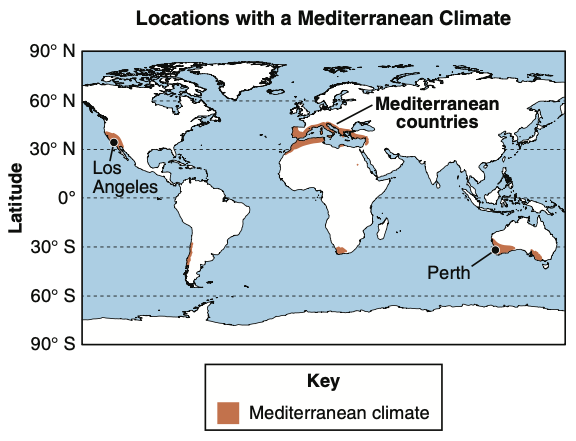 Locations with a Mediterranean Climate
90° N
60° N
30° N
0°
30° S
60° S
90° S
Latitude
Mediterranean
countries
Los
Angeles
Perth
Key
Mediterranean climate